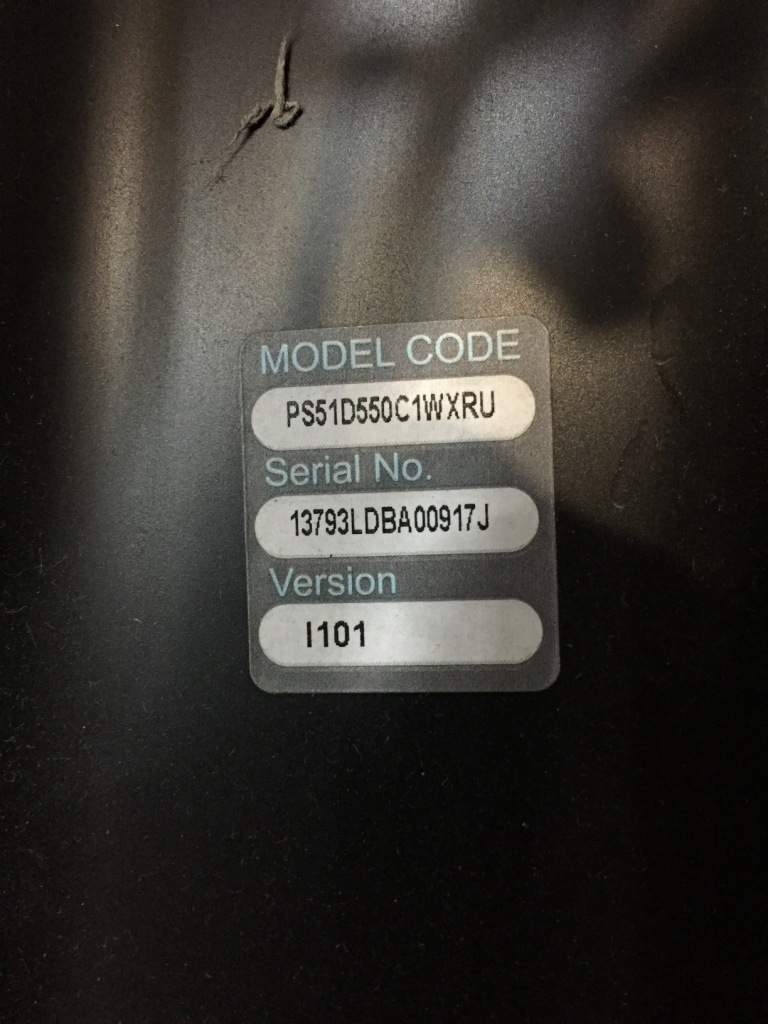 MODEL CODE
PS51D550C1WXRU
Serial No.
13793LDBA00917J
Version
I101